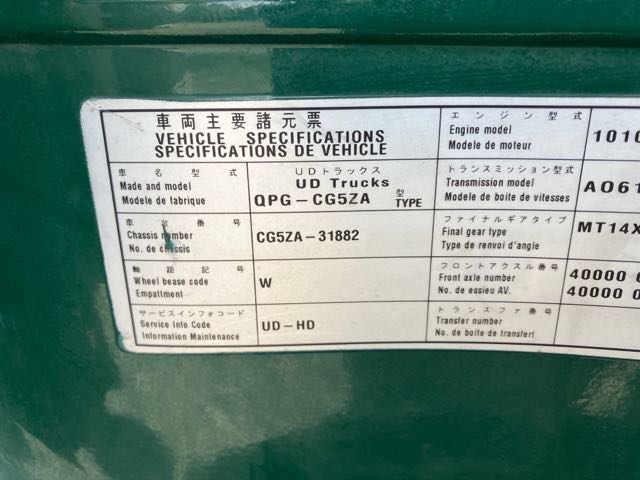 車両主要諸元票
VEHICLE SPECIFICATIONS
SPECIFICATIONS DE VEHICLE
車名型式
Made and model
Modele de fabrique
UDトラックス
UD Trucks
QPG-CG5ZA 型 TYPE
車台番号
Chassis number
No. de chassis
CG5ZA-31882
軸距記号
Wheel bease code
Empattment
W
サービスインフォコード
Service Info Code
Information Maintenance
UD-HD
エンジン型式
Engine model
Modele de moteur
1010
トランスミッション型式
Transmission model
Modele de boite de vitesses
AO61
ファイナルギアタイプ
Final gear type
Type de renvoi d'angle
MT14X
フロントアクスル番号
Front axle number
No. de essieu AV.
40000
40000 0
トランスファ番号
Transfer number
No. de boite de transfert